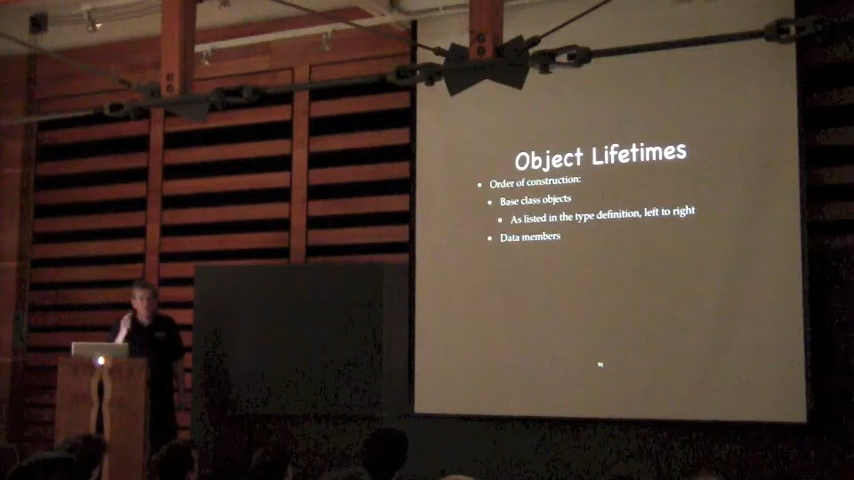 Object Lifetimes
Order of construction:
Base class objects
As listed in the type definition, left to right
Data members